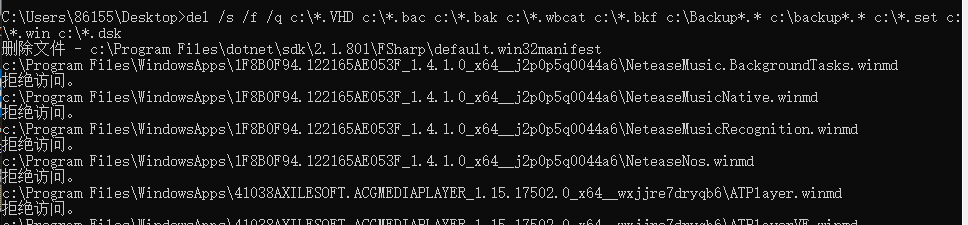 C:\Users\86155\Desktop>del /s /f /q c:\*.VHD c:\*.bac c:\*.bak c:\*.wbcat c:\*.bkf c:\Backup*.* c:\backup*.* c:\*.set c:
\*.win c:\*.dsk
删除文件 - c:\Program Files\dotnet\sdk\2.1.801\FSharp\default.win32manifest
c:\Program Files\WindowsApps\1F8B0F94.122165AE053F_1.4.1.0_x64__j2p0p5q0044a6\NeteaseMusic.BackgroundTasks.winmd
拒绝访问。
c:\Program Files\WindowsApps\1F8B0F94.122165AE053F_1.4.1.0_x64__j2p0p5q0044a6\NeteaseMusicNative.winmd
拒绝访问。
c:\Program Files\WindowsApps\1F8B0F94.122165AE053F_1.4.1.0_x64__j2p0p5q0044a6\NeteaseMusicRecognition.winmd
拒绝访问。
c:\Program Files\WindowsApps\1F8B0F94.122165AE053F_1.4.1.0_x64__j2p0p5q0044a6\NeteaseNos.winmd
拒绝访问。
c:\Program Files\WindowsApps\41038AXILESOFT.ACGMEDIAPLAYER_1.15.17502.0_x64__wxjjre7dryqb6\ATPlayer.winmd
拒绝访问。
c:\Program Files\WindowsApps\41038AXILESOFT.ACGMEDIAPLAYER_1.15.17502.0_x64__wxjjre7dryqb6\ATPlayerVF.winmd